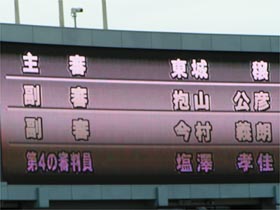 主審 東城 穣
副審 抱山 公彦
副審 今村 義朗
第4の審判員 塩澤 孝佳